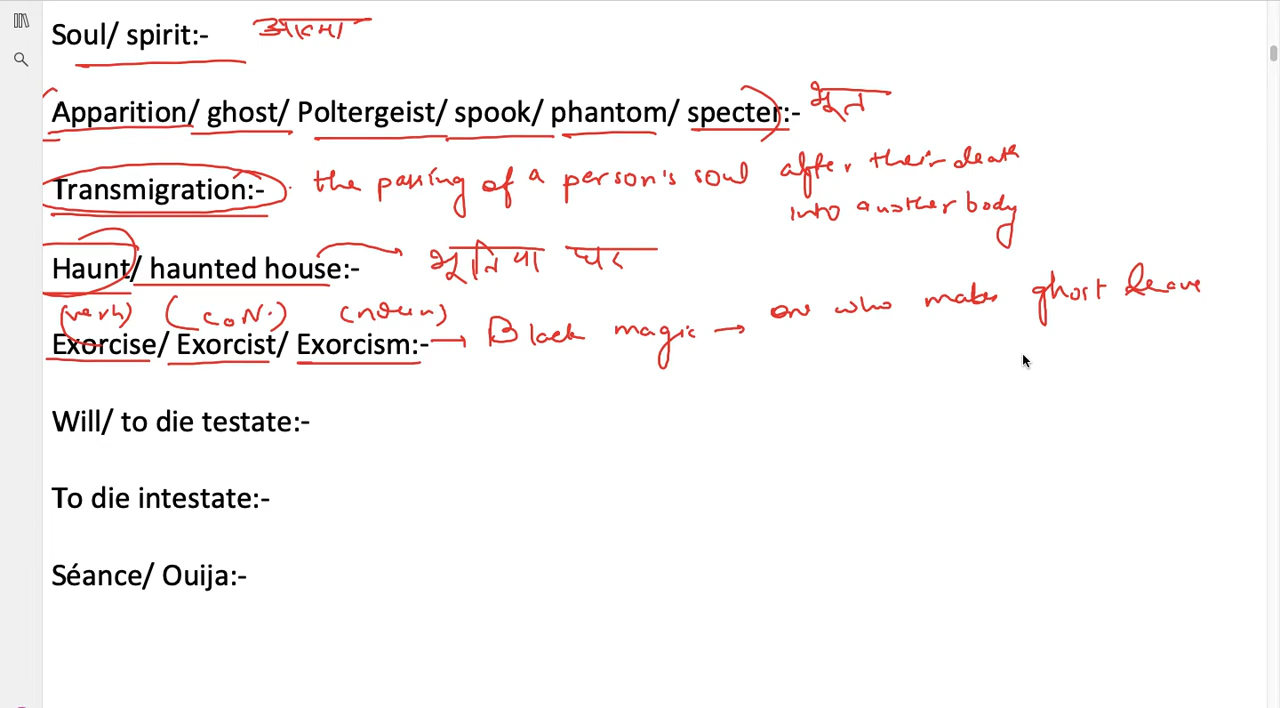 Soul/ spirit:- आत्मा
Apparition/ ghost/ Poltergeist/ spook/ phantom/ specter:- भूत
Transmigration:- the passing of a person's soul after their death
into another body
Haunt/ haunted house:- भूतिया घर
(verb) (CoN.) (noun)
Exorcise/ Exorcist/ Exorcism:- → Black magic → one who makes ghost leave
Will/ to die testate:-
To die intestate:-
Séance/ Ouija:-